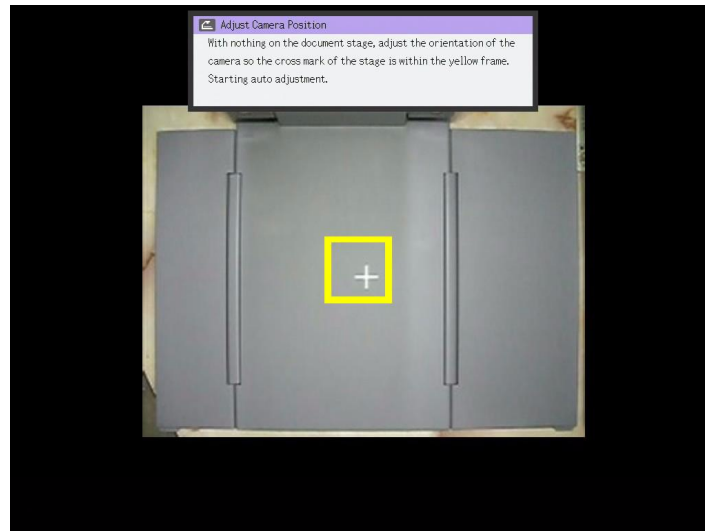 Adjust Camera Position
With nothing on the document stage, adjust the orientation of the
camera so the cross mark of the stage is within the yellow frame.
Starting auto adjustment.